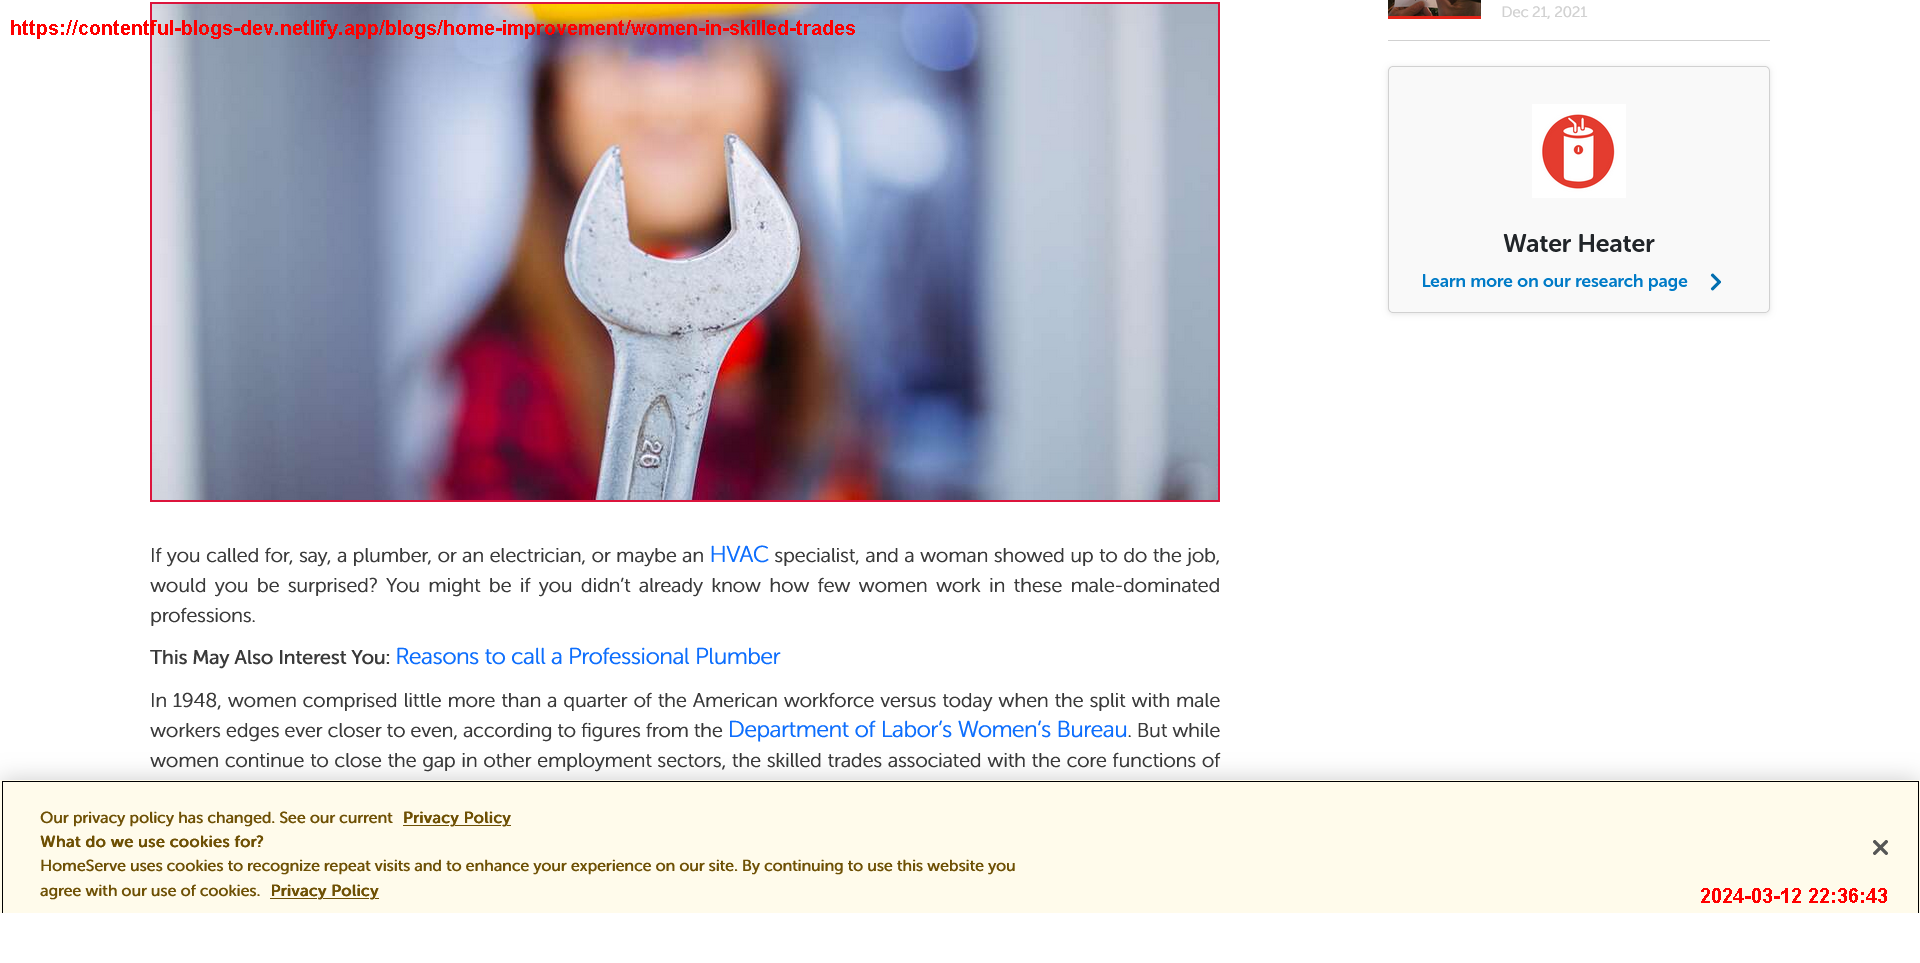 https://contentful-blogs-dev.netlify.app/blogs/home-improvement/women-in-skilled-trades
Dec 21, 2021
26
Water Heater
Learn more on our research page
If you called for, say, a plumber, or an electrician, or maybe an HVAC specialist, and a woman showed up to do the job,
would you be surprised? You might be if you didn’t already know how few women work in these male-dominated
professions.
This May Also Interest You: Reasons to call a Professional Plumber
In 1948, women comprised little more than a quarter of the American workforce versus today when the split with male
workers edges ever closer to even, according to figures from the Department of Labor’s Women’s Bureau. But while
women continue to close the gap in other employment sectors, the skilled trades associated with the core functions of
Our privacy policy has changed. See our current Privacy Policy
What do we use cookies for?
HomeServe uses cookies to recognize repeat visits and to enhance your experience on our site. By continuing to use this website you
agree with our use of cookies. Privacy Policy
2024-03-12 22:36:43